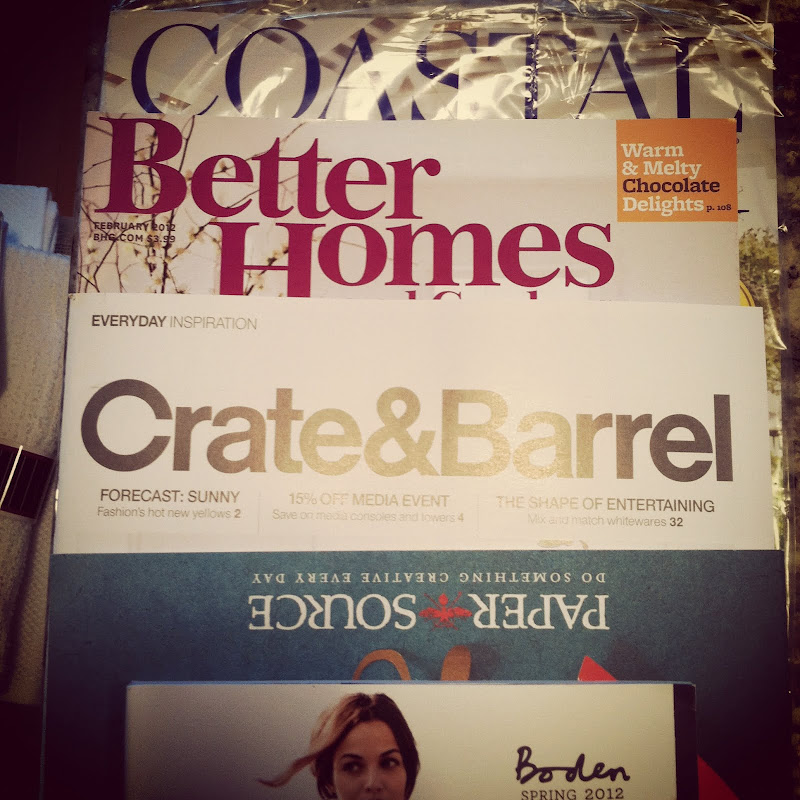 COASTAL
Better
Homes
FEBRUARY 2012
BHG.COM $3.99
Warm
& Melty
Chocolate
Delights p. 108
EVERYDAY INSPIRATION
Crate&Barrel
FORECAST: SUNNY
Fashion's hot new yellows 2
15% OFF MEDIA EVENT
Save on media consoles and towers 4
THE SHAPE OF ENTERTAINING
Mix and match whitewares 32
PAPER SOURCE
DO SOMETHING CREATIVE EVERY DAY
Boden
SPRING 2012